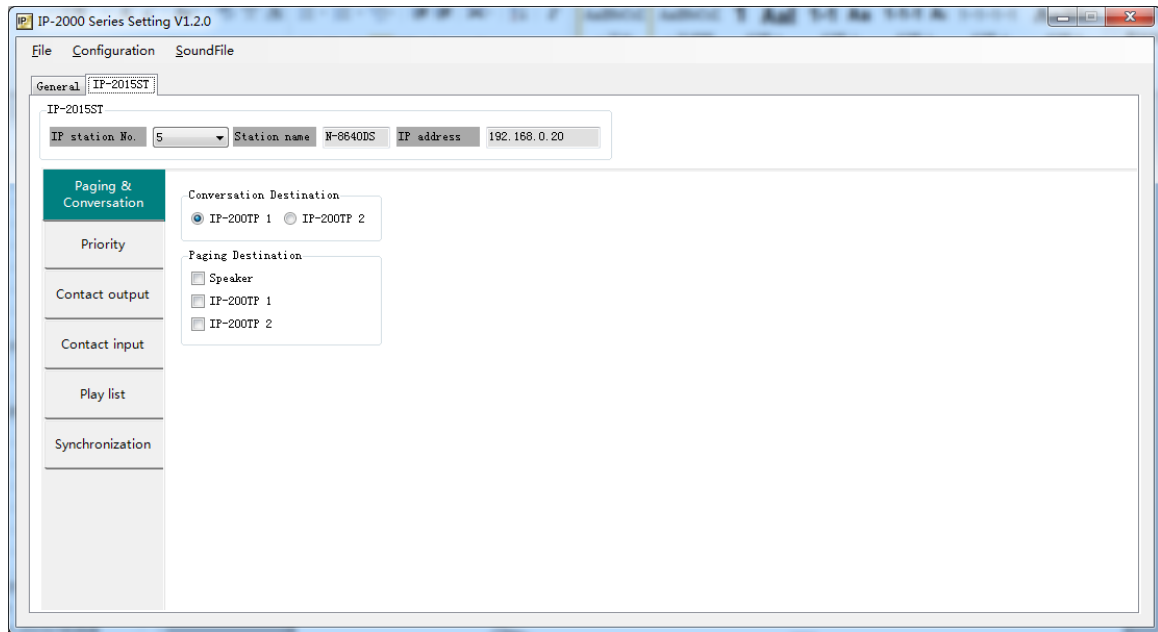 IP-2000 Series Setting V1.2.0
File Configuration SoundFile
General IP-2015ST
IP-2015ST
IP station No. 5 Station name N-8640DS IP address 192.168.0.20
Paging &
Conversation
Priority
Contact output
Contact input
Play list
Synchronization
Conversation Destination
IP-200TP 1 IP-200TP 2
Paging Destination
Speaker
IP-200TP 1
IP-200TP 2